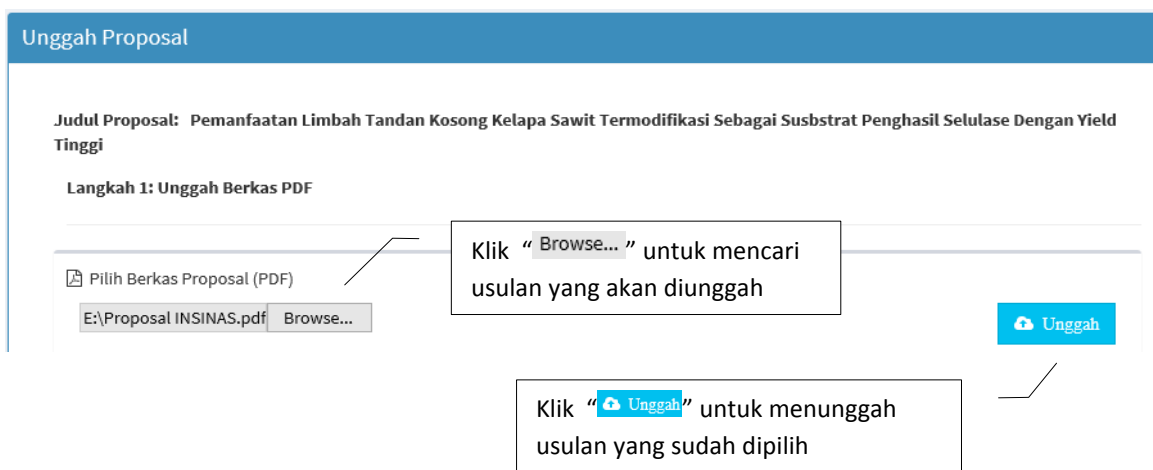 Unggah Proposal
Judul Proposal: Pemanfaatan Limbah Tandan Kosong Kelapa Sawit Termodifikasi Sebagai Susbstrat Penghasil Selulase Dengan Yield
Tinggi
Langkah 1: Unggah Berkas PDF
Klik “ Browse... ” untuk mencari
usulan yang akan diunggah
Pilih Berkas Proposal (PDF)
E:\Proposal INSINAS.pdf Browse...
Unggah
Klik “ Unggah” untuk menunggah
usulan yang sudah dipilih